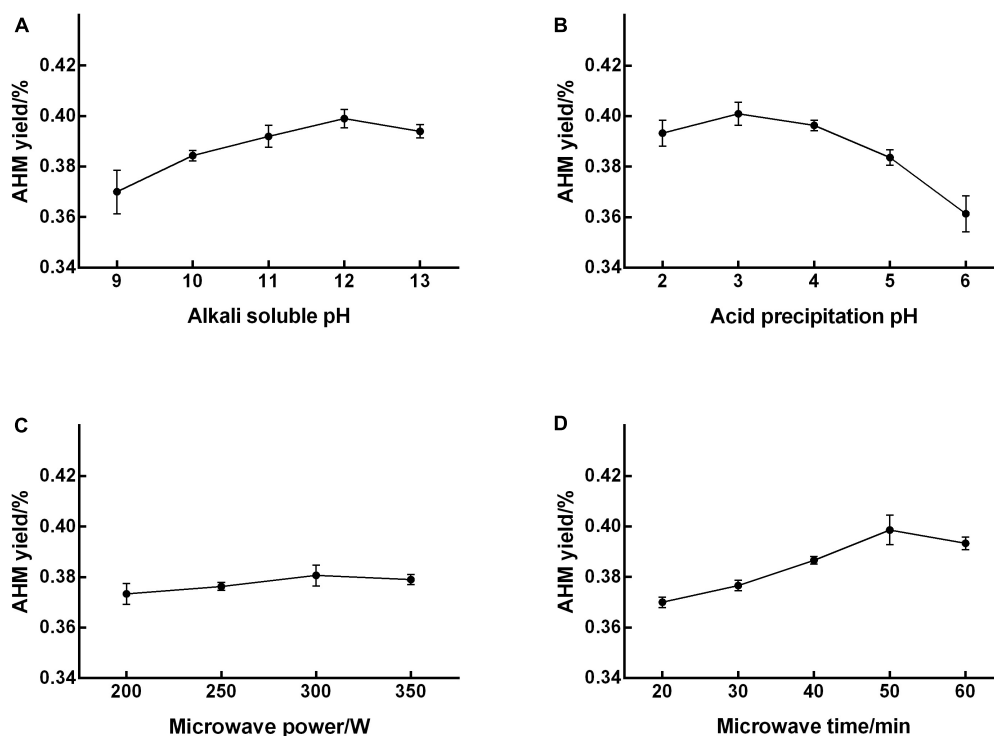 A
AHM yield/%
0.42
0.40
0.38
0.36
0.34
9 10 11 12 13
Alkali soluble pH
B
AHM yield/%
0.42
0.40
0.38
0.36
0.34
2 3 4 5 6
Acid precipitation pH
C
AHM yield/%
0.42
0.40
0.38
0.36
0.34
200 250 300 350
Microwave power/W
D
AHM yield/%
0.42
0.40
0.38
0.36
0.34
20 30 40 50 60
Microwave time/min